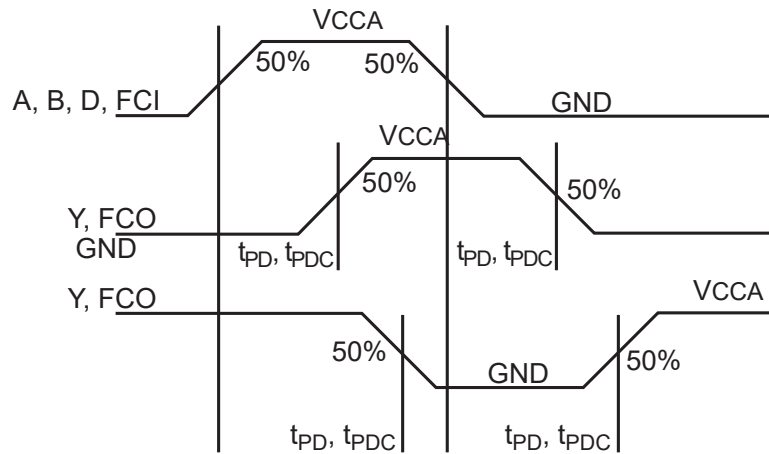 VCCA
50% 50%
A, B, D, FCI GND
VCCA
50% 50%
Y, FCO
GND
tPD, tPDC tPD, tPDC
Y, FCO VCCA
50% GND 50%
tPD, tPDC tPD, tPDC